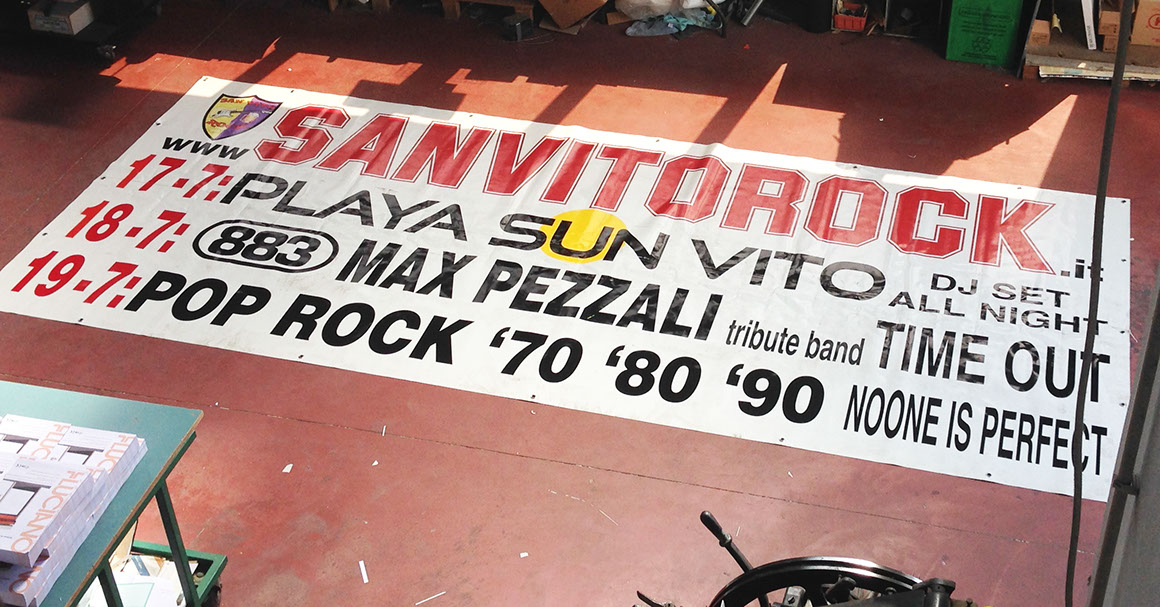 www SANVITOROCK.it
17-7: PLAYA SUN VITO DJ SET ALL NIGHT
18-7: 883 MAX PEZZALI tribute band TIME OUT
19-7: POP ROCK '70 '80 '90 NOONE IS PERFECT
LUCIANO